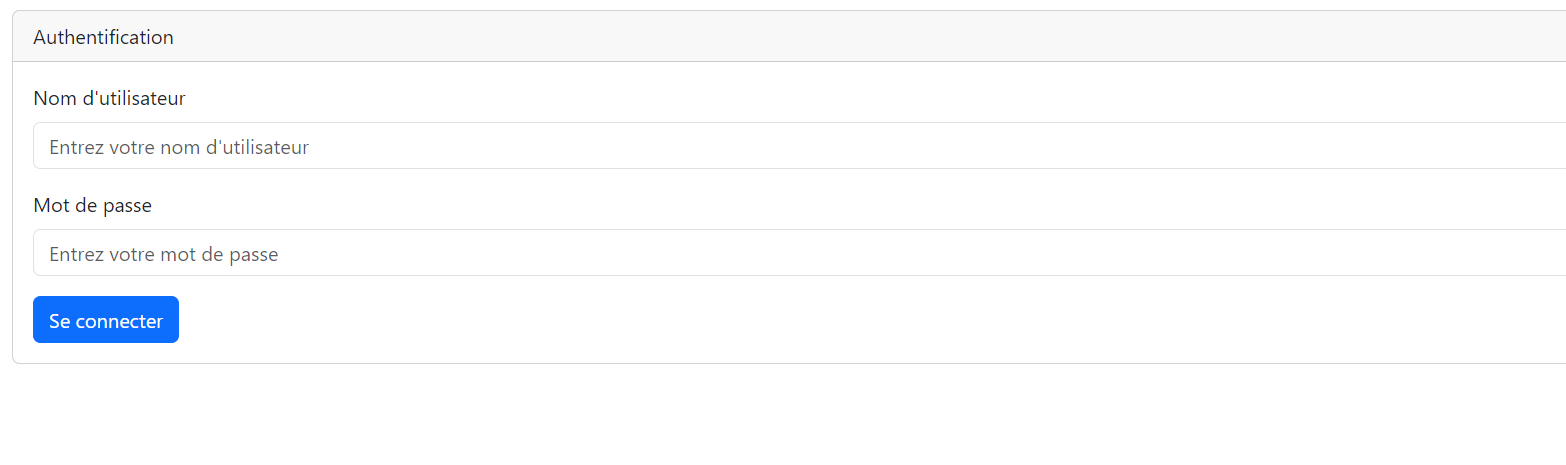 Authentification
Nom d'utilisateur
Entrez votre nom d'utilisateur
Mot de passe
Entrez votre mot de passe
Se connecter